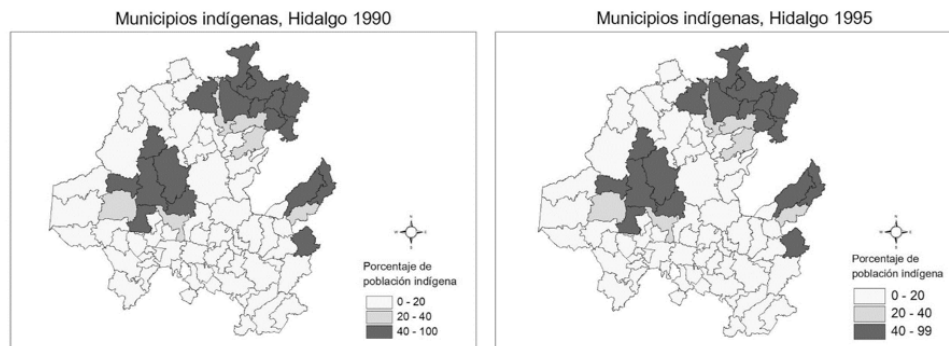 Municipios indígenas, Hidalgo 1990
Porcentaje de
población indígena
0 - 20
20 - 40
40 - 100
Municipios indígenas, Hidalgo 1995
Porcentaje de
población indígena
0 - 20
20 - 40
40 - 99